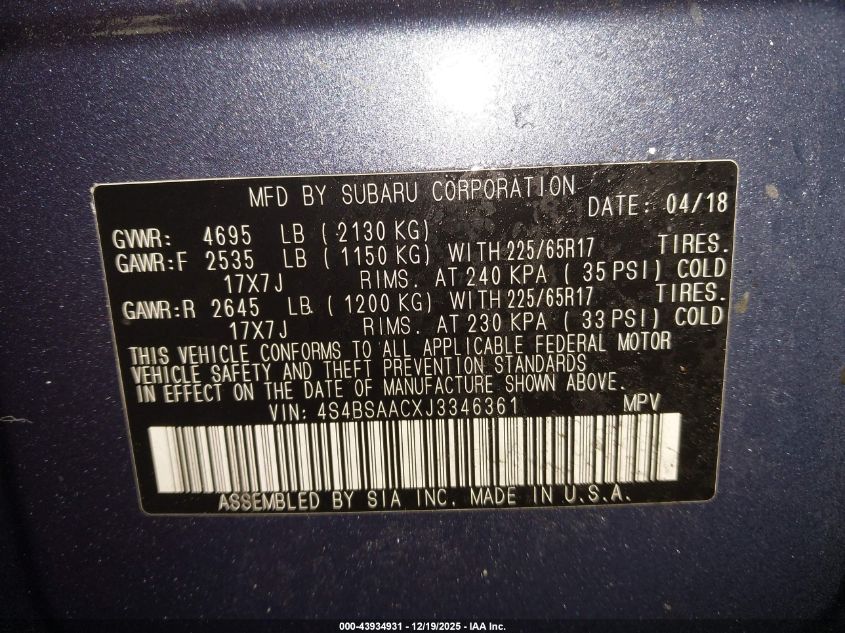 MFD BY SUBARU CORPORATION DATE: 04/18
GVWR: 4695 LB ( 2130 KG)
GAWR:F 2535 LB ( 1150 KG) WITH 225/65R17 TIRES.
17X7J RIMS. AT 240 KPA ( 35 PSI) COLD
GAWR:R 2645 LB. ( 1200 KG) WITH 225/65R17 TIRES.
17X7J RIMS. AT 230 KPA ( 33 PSI) COLD
THIS VEHICLE CONFORMS TO ALL APPLICABLE FEDERAL MOTOR
VEHICLE SAFETY AND THEFT PREVENTION STANDARDS
IN EFFECT ON THE DATE OF MANUFACTURE SHOWN ABOVE.
VIN: 4S4BSAACXJ3346361 MPV
ASSEMBLED BY SIA INC. MADE IN U.S.A.
000-43934931 - 12/19/2025 - IAA Inc.